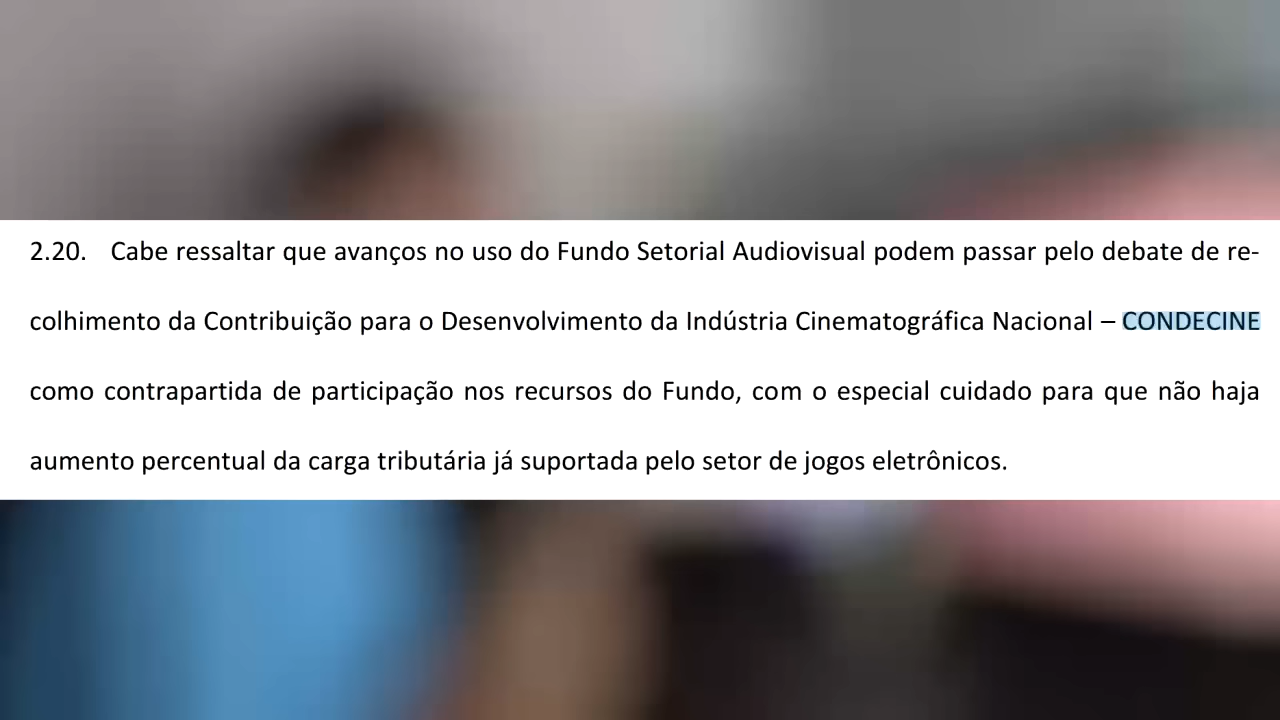 2.20. Cabe ressaltar que avanços no uso do Fundo Setorial Audiovisual podem passar pelo debate de re-
colhimento da Contribuição para o Desenvolvimento da Indústria Cinematográfica Nacional – CONDECINE
como contrapartida de participação nos recursos do Fundo, com o especial cuidado para que não haja
aumento percentual da carga tributária já suportada pelo setor de jogos eletrônicos.